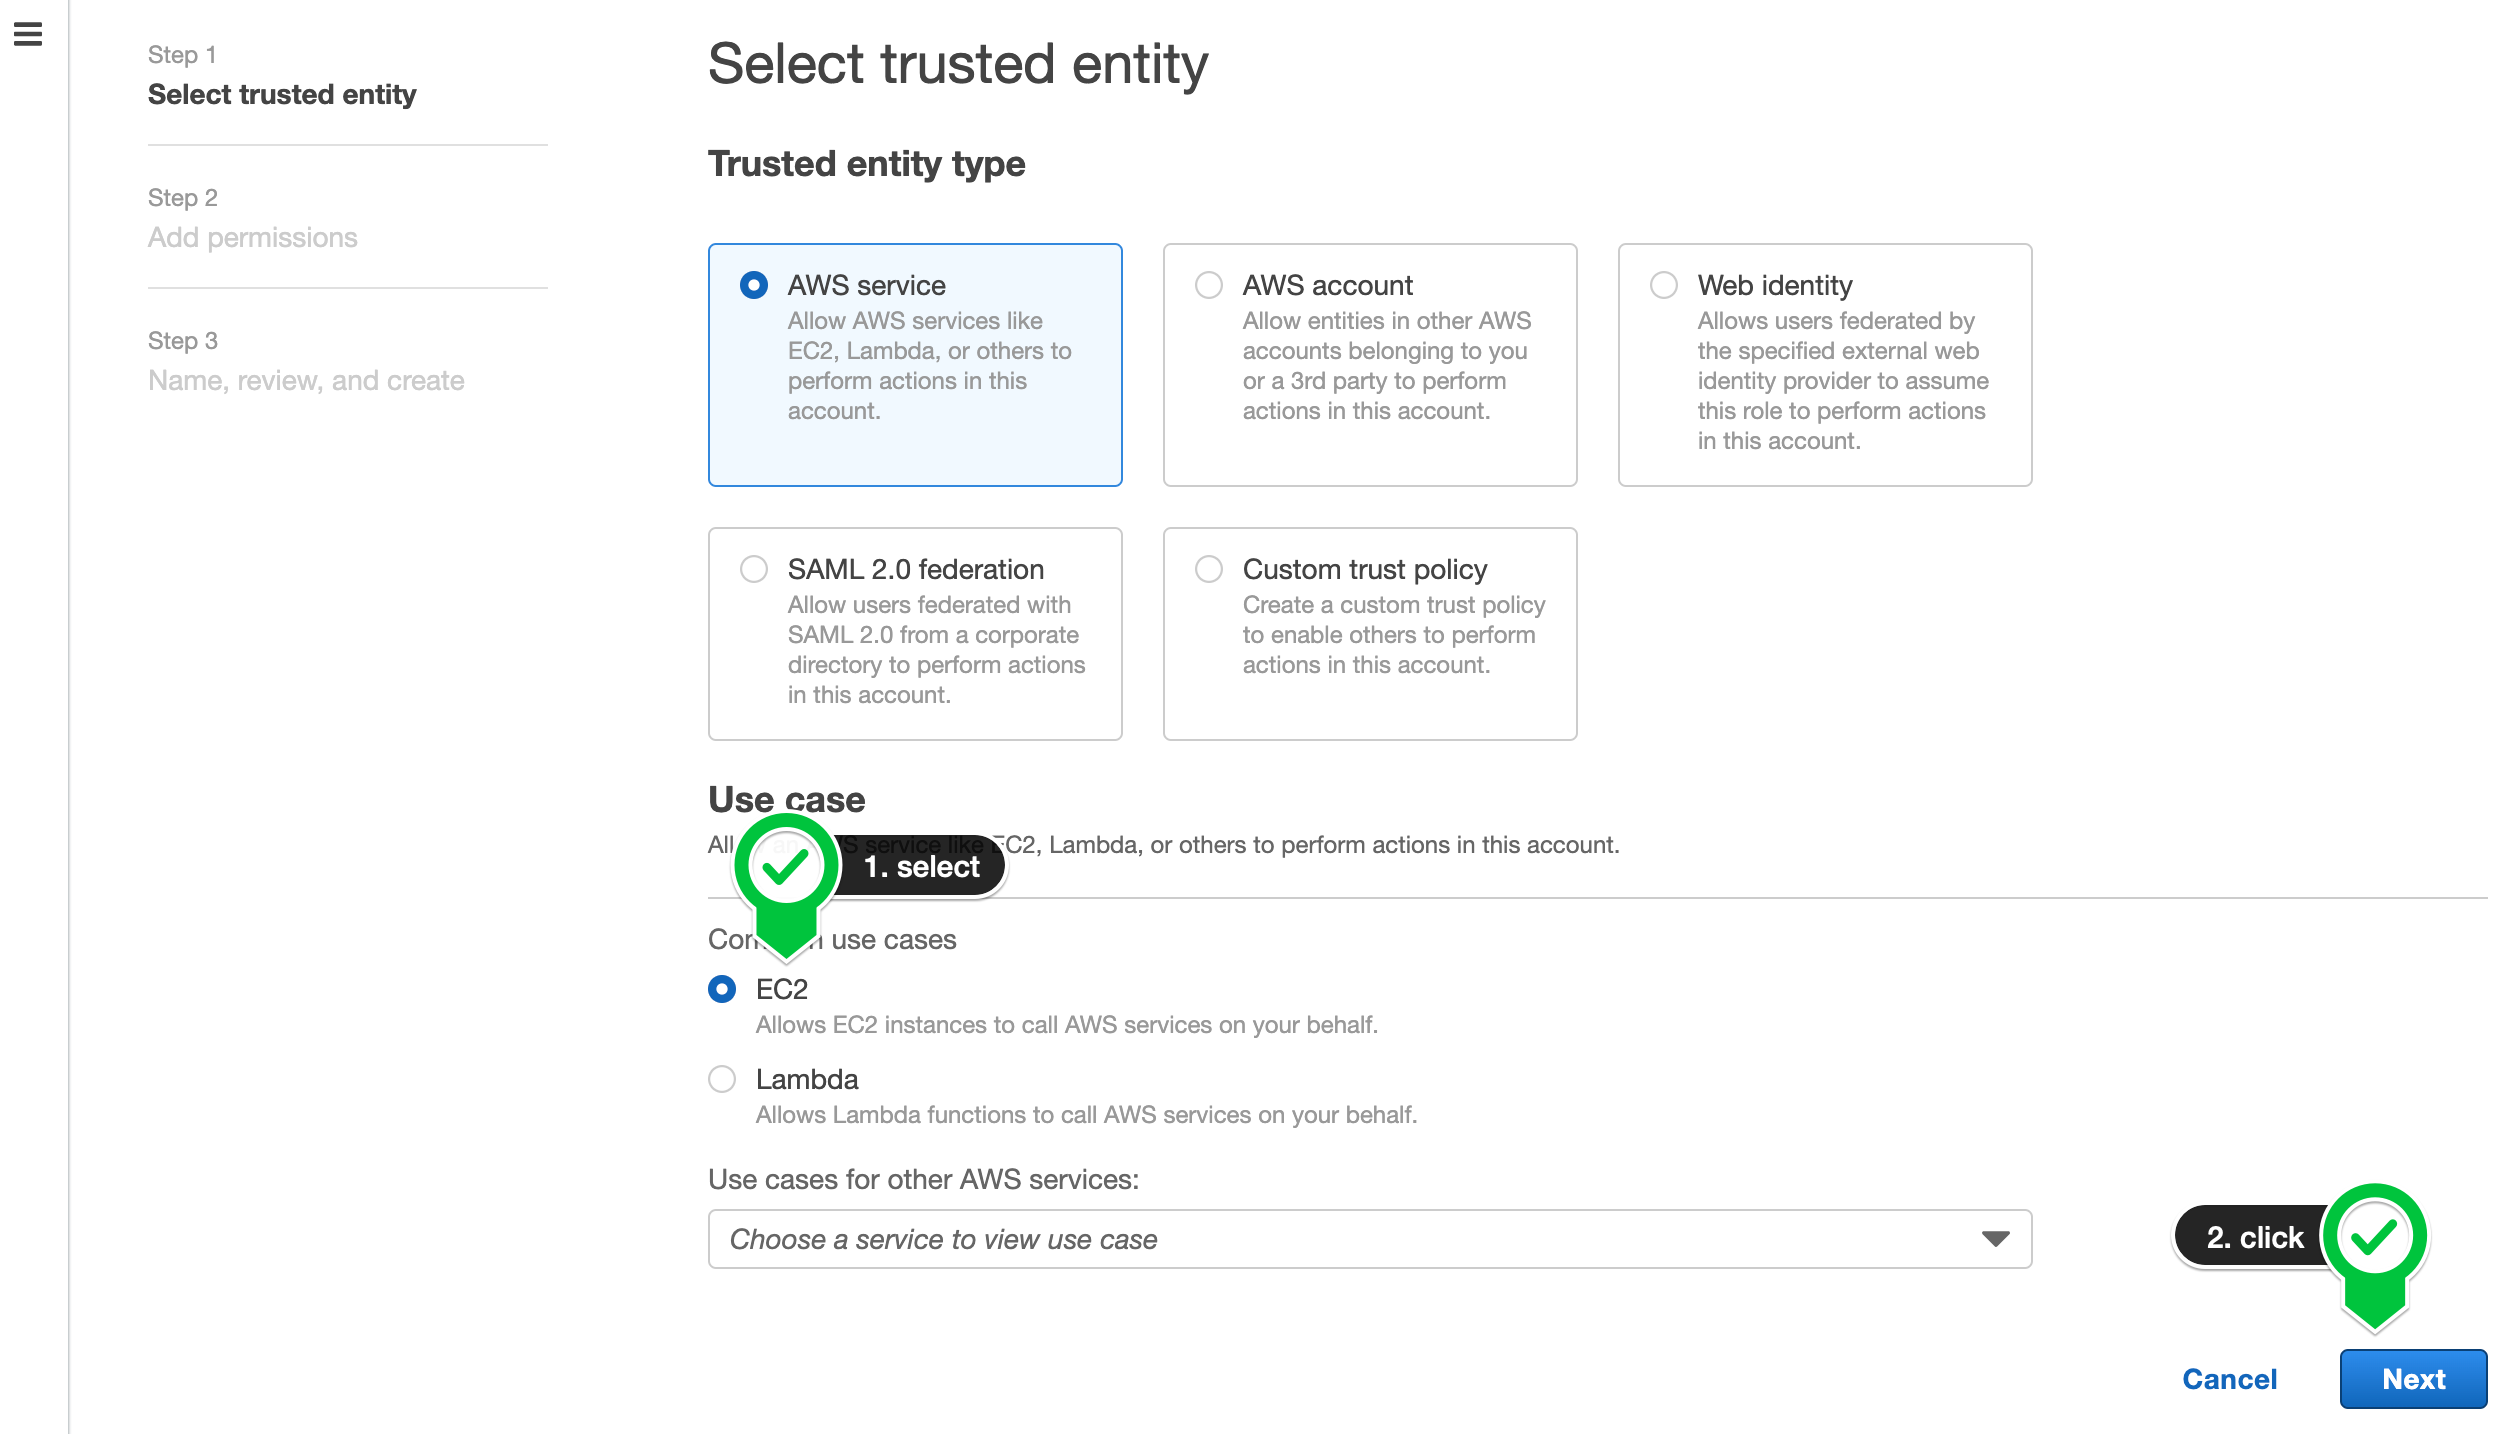 Step 1
Select trusted entity
Step 2
Add permissions
Step 3
Name, review, and create
Select trusted entity
Trusted entity type
AWS service
Allow AWS services like
EC2, Lambda, or others to
perform actions in this
account.
AWS account
Allow entities in other AWS
accounts belonging to you
or a 3rd party to perform
actions in this account.
Web identity
Allows users federated by
the specified external web
identity provider to assume
this role to perform actions
in this account.
SAML 2.0 federation
Allow users federated with
SAML 2.0 from a corporate
directory to perform actions
in this account.
Custom trust policy
Create a custom trust policy
to enable others to perform
actions in this account.
Use case
service like EC2, Lambda, or others to perform actions in this account.
1. select
use cases
EC2
Allows EC2 instances to call AWS services on your behalf.
Lambda
Allows Lambda functions to call AWS services on your behalf.
Use cases for other AWS services:
Choose a service to view use case
2. click
Cancel
Next